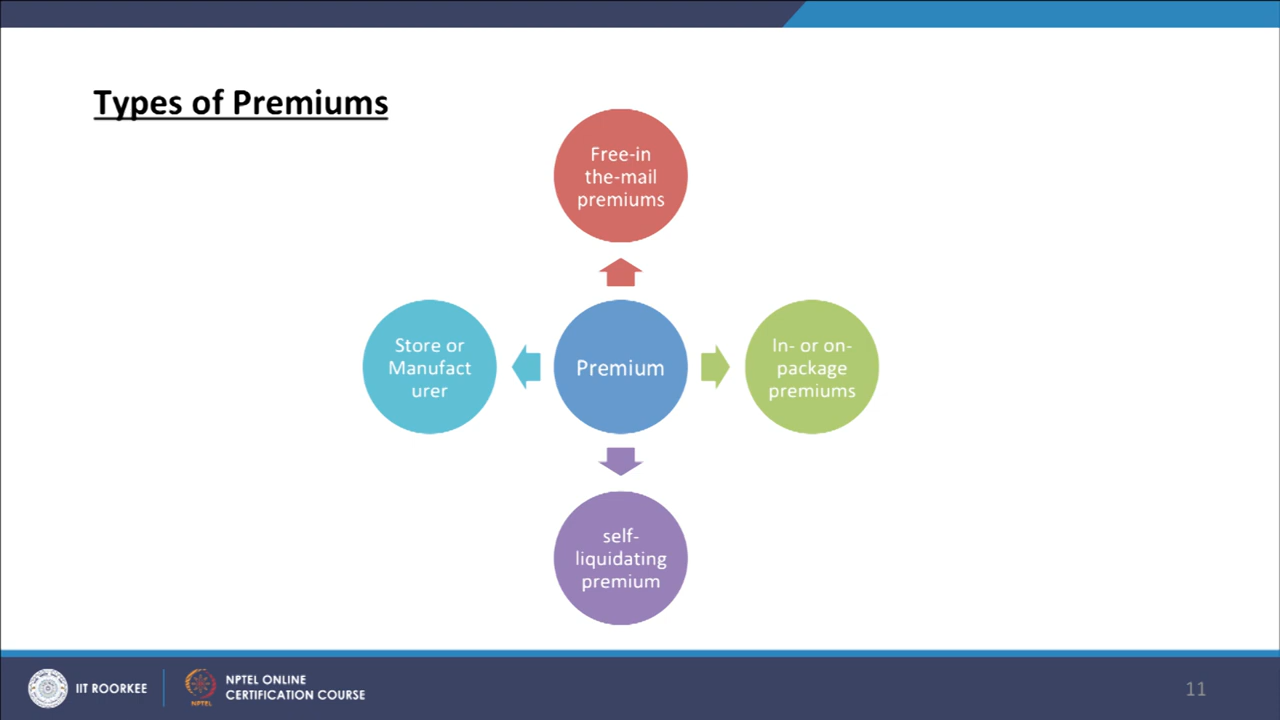 Types of Premiums
Free-in
the-mail
premiums
Store or
Manufact
urer
Premium
In- or on-
package
premiums
self-
liquidating
premium
IIT ROORKEE
NPTEL
NPTEL ONLINE
CERTIFICATION COURSE
11